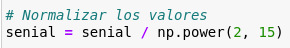 # Normalizar los valores
senial = senial / np.power(2, 15)